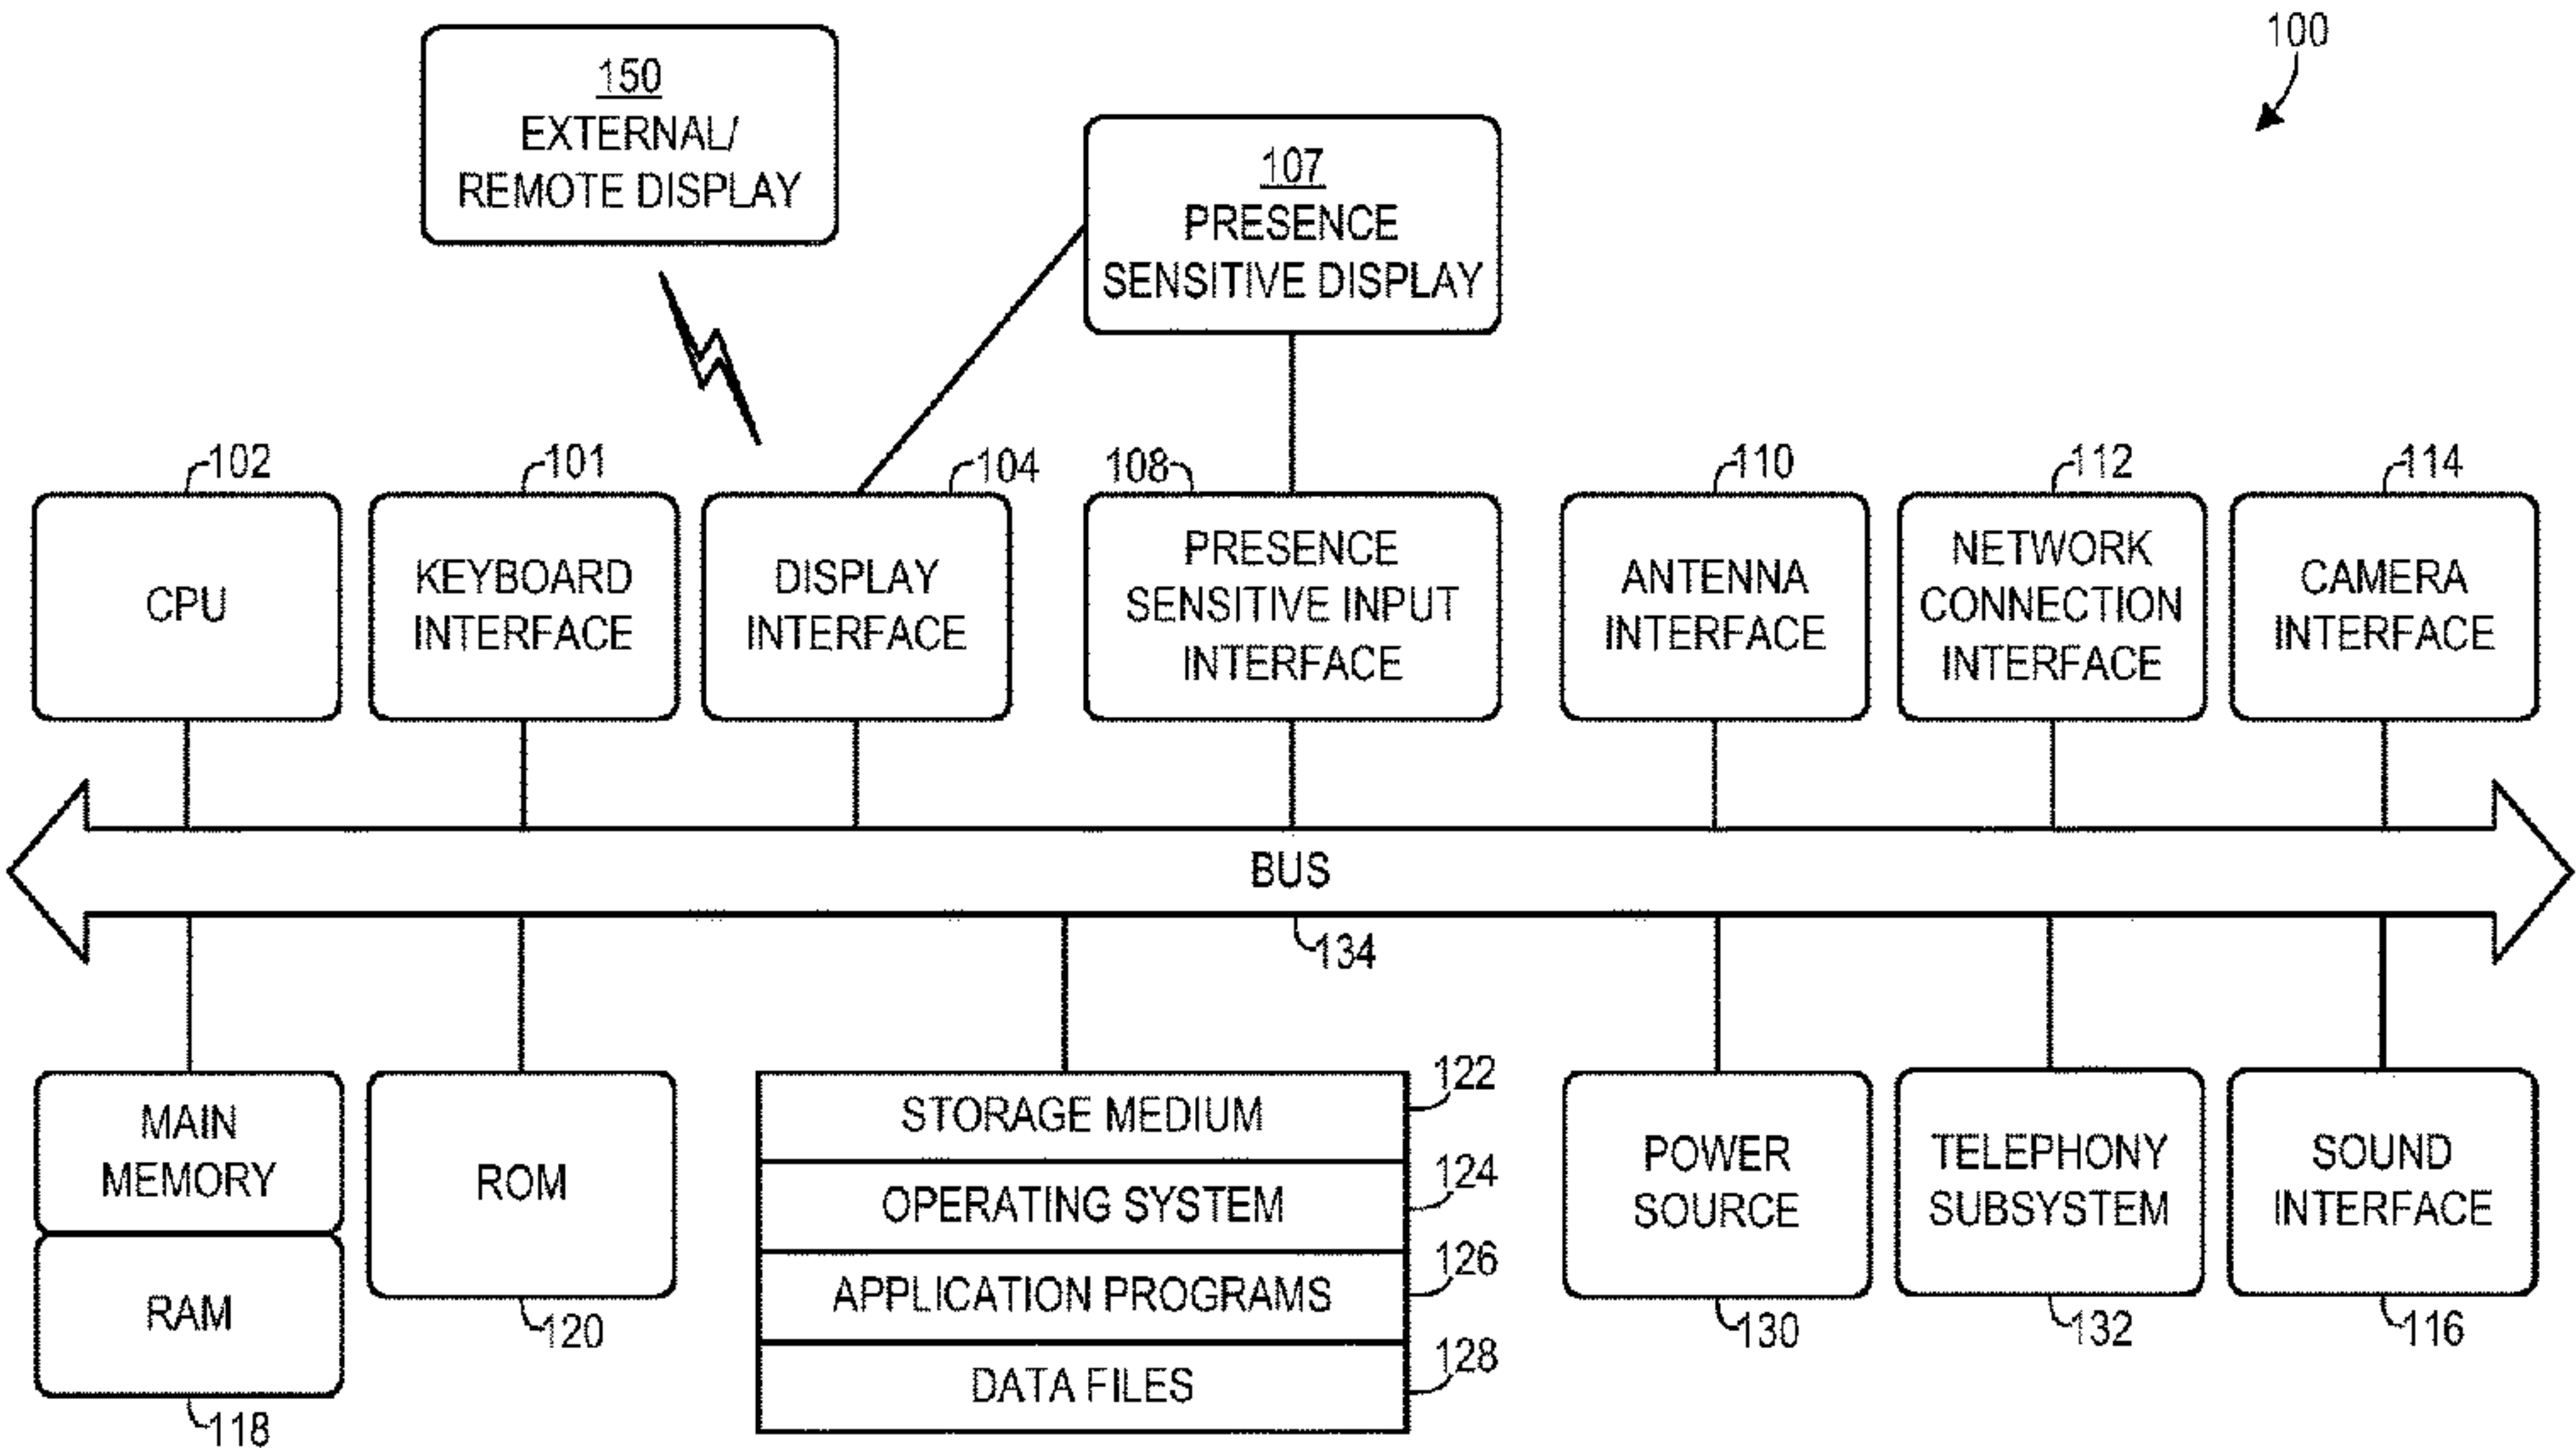 100
150
EXTERNAL/
REMOTE DISPLAY
107
PRESENCE
SENSITIVE DISPLAY
102
CPU
101
KEYBOARD
INTERFACE
104
DISPLAY
INTERFACE
108
PRESENCE
SENSITIVE INPUT
INTERFACE
110
ANTENNA
INTERFACE
112
NETWORK
CONNECTION
INTERFACE
114
CAMERA
INTERFACE
BUS
134
MAIN
MEMORY
RAM
118
ROM
120
STORAGE MEDIUM
122
OPERATING SYSTEM
124
APPLICATION PROGRAMS
126
DATA FILES
128
POWER
SOURCE
130
TELEPHONY
SUBSYSTEM
132
SOUND
INTERFACE
116